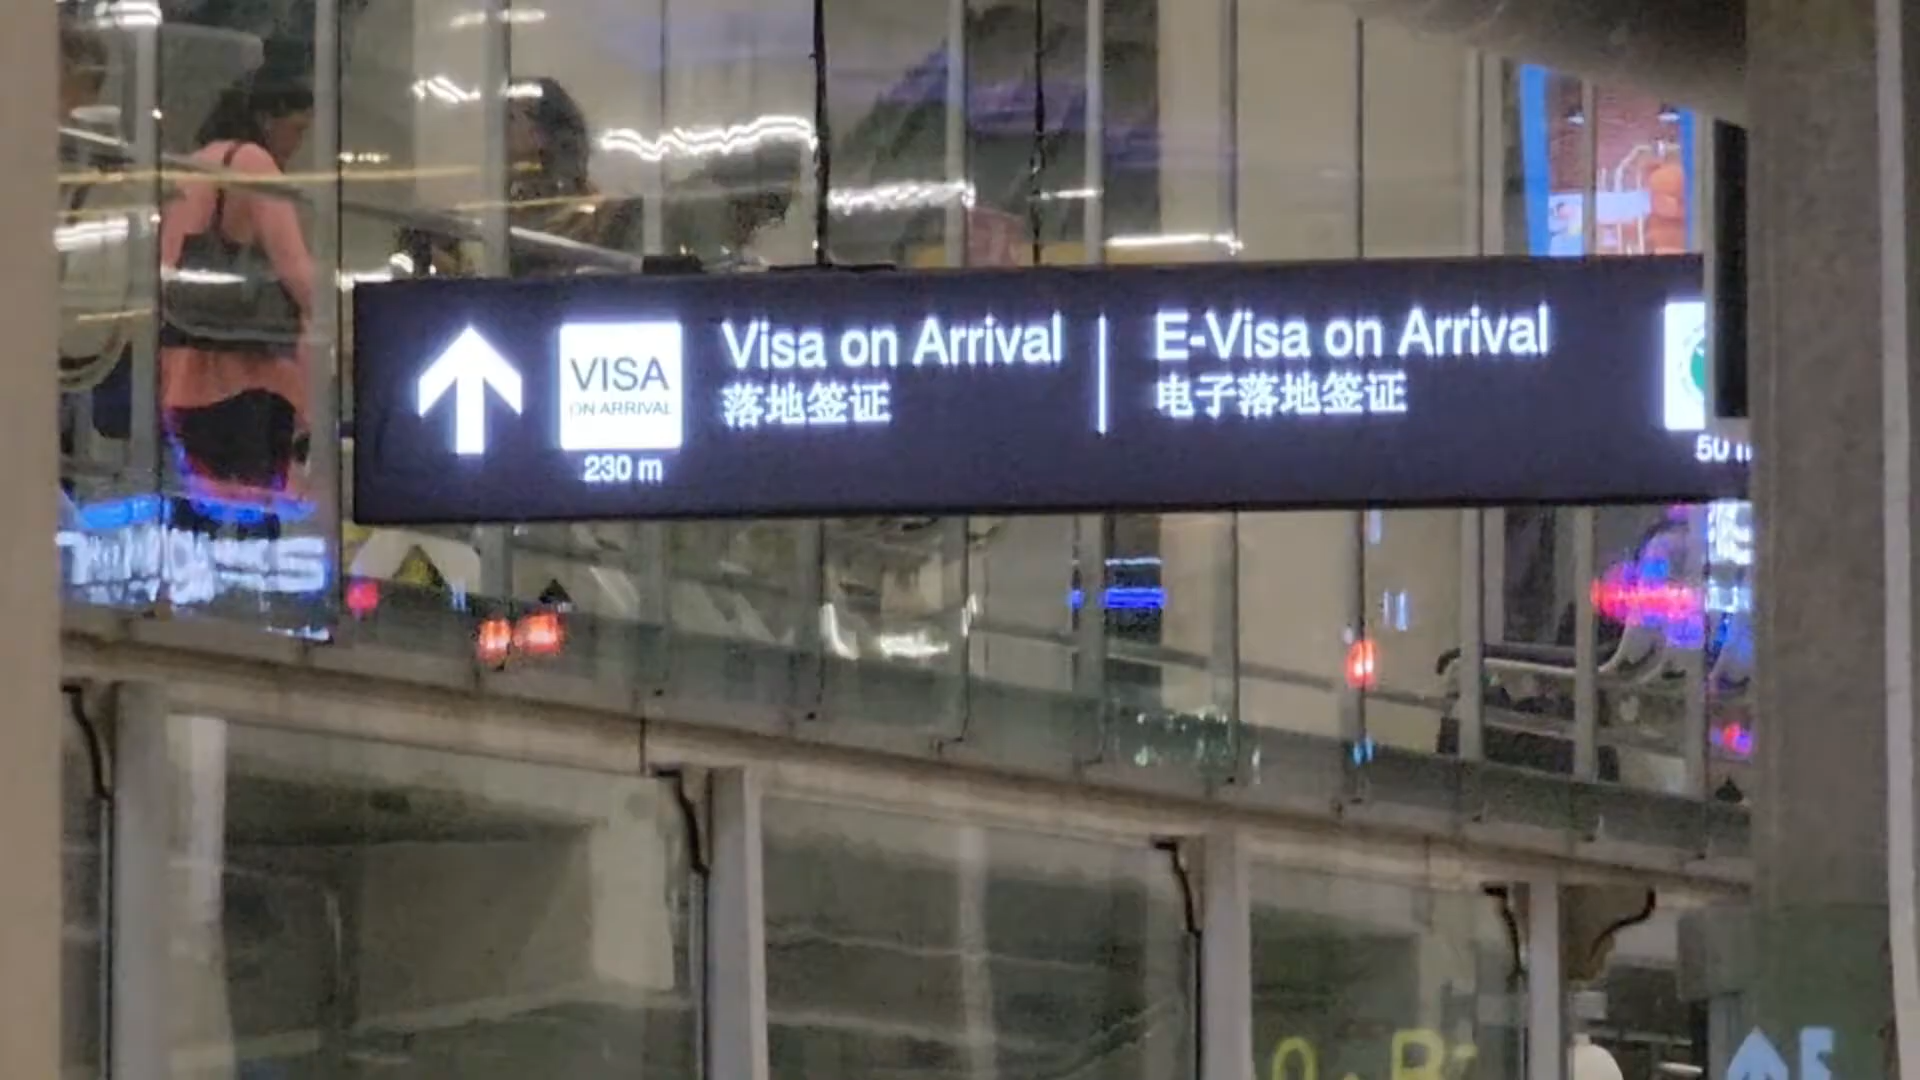 VISA
ON ARRIVAL
230 m
Visa on Arrival
落地签证
E-Visa on Arrival
电子落地签证
50